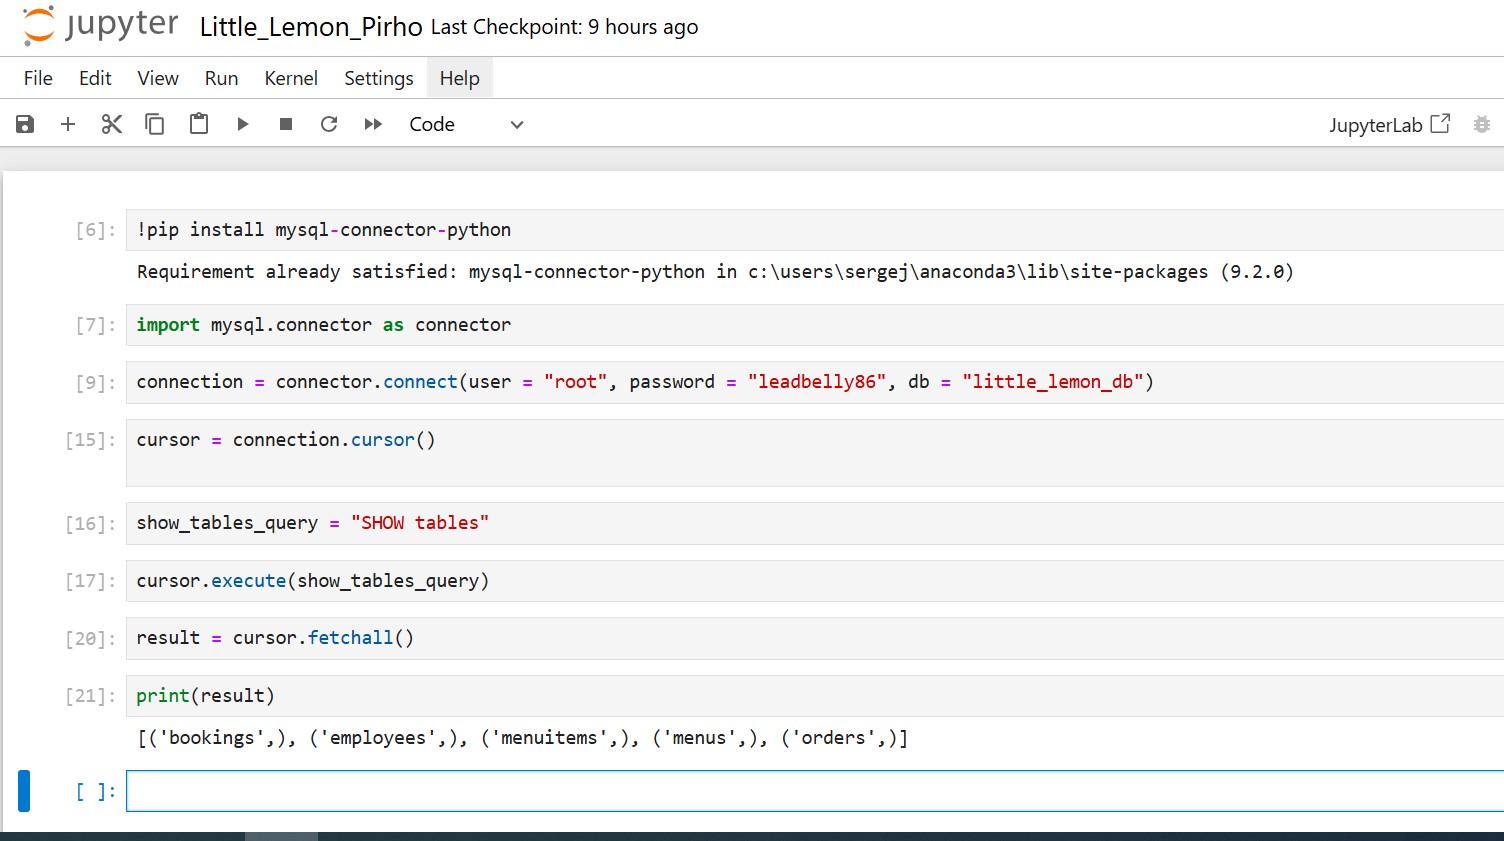 jupyter Little_Lemon_Pirho Last Checkpoint: 9 hours ago
File Edit View Run Kernel Settings Help
Code JupyterLab
[6]: !pip install mysql-connector-python
Requirement already satisfied: mysql-connector-python in c:\users\sergej\anaconda3\lib\site-packages (9.2.0)
[7]: import mysql.connector as connector
[9]: connection = connector.connect(user = "root", password = "leadbelly86", db = "little_lemon_db")
[15]: cursor = connection.cursor()
[16]: show_tables_query = "SHOW tables"
[17]: cursor.execute(show_tables_query)
[20]: result = cursor.fetchall()
[21]: print(result)
[('bookings',), ('employees',), ('menuitems',), ('menus',), ('orders',)]
[ ]: